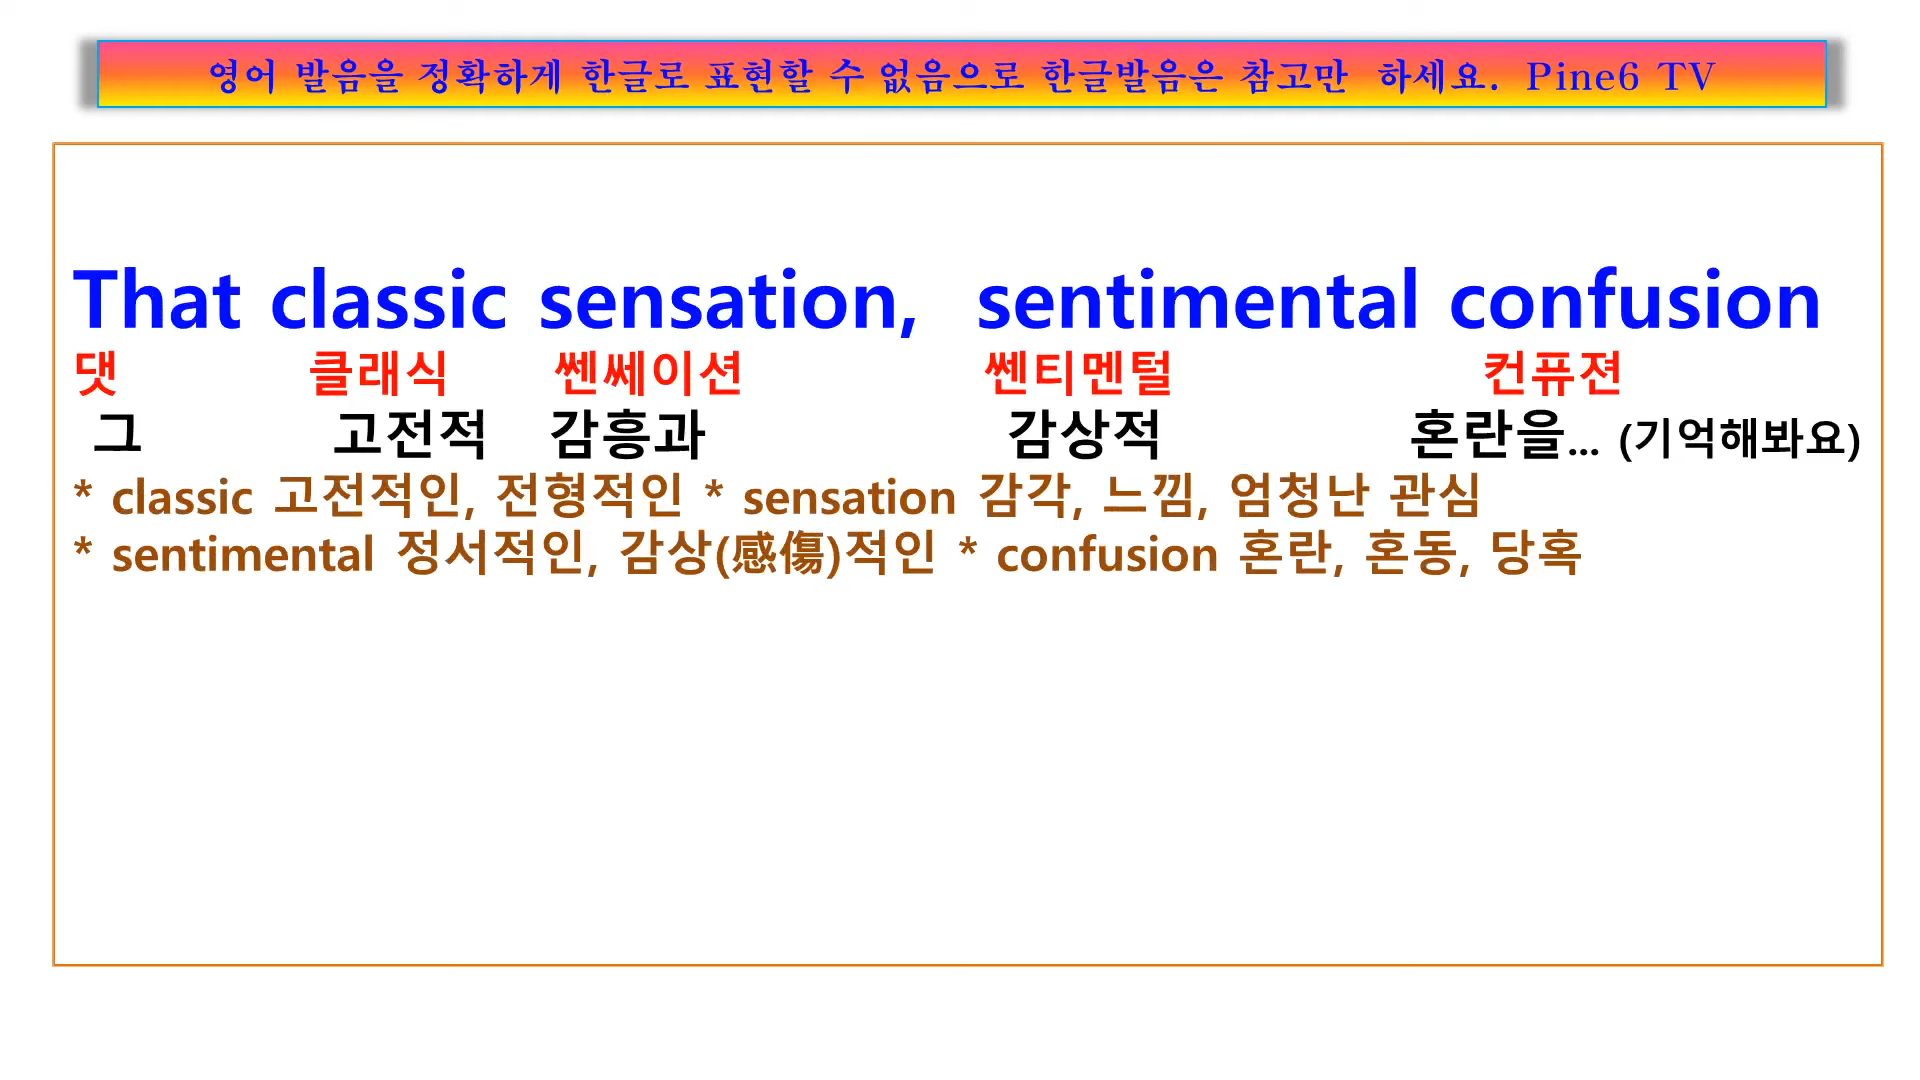 영어 발음을 정확하게 한글로 표현할 수 없음으로 한글발음은 참고만 하세요. Pine6 TV
That classic sensation, sentimental confusion
댓 클래식 쎈쎄이션 쎈티멘털 컨퓨젼
그 고전적 감흥과 감상적 혼란을... (기억해봐요)
* classic 고전적인, 전형적인 * sensation 감각, 느낌, 엄청난 관심
* sentimental 정서적인, 감상(感傷)적인 * confusion 혼란, 혼동, 당혹